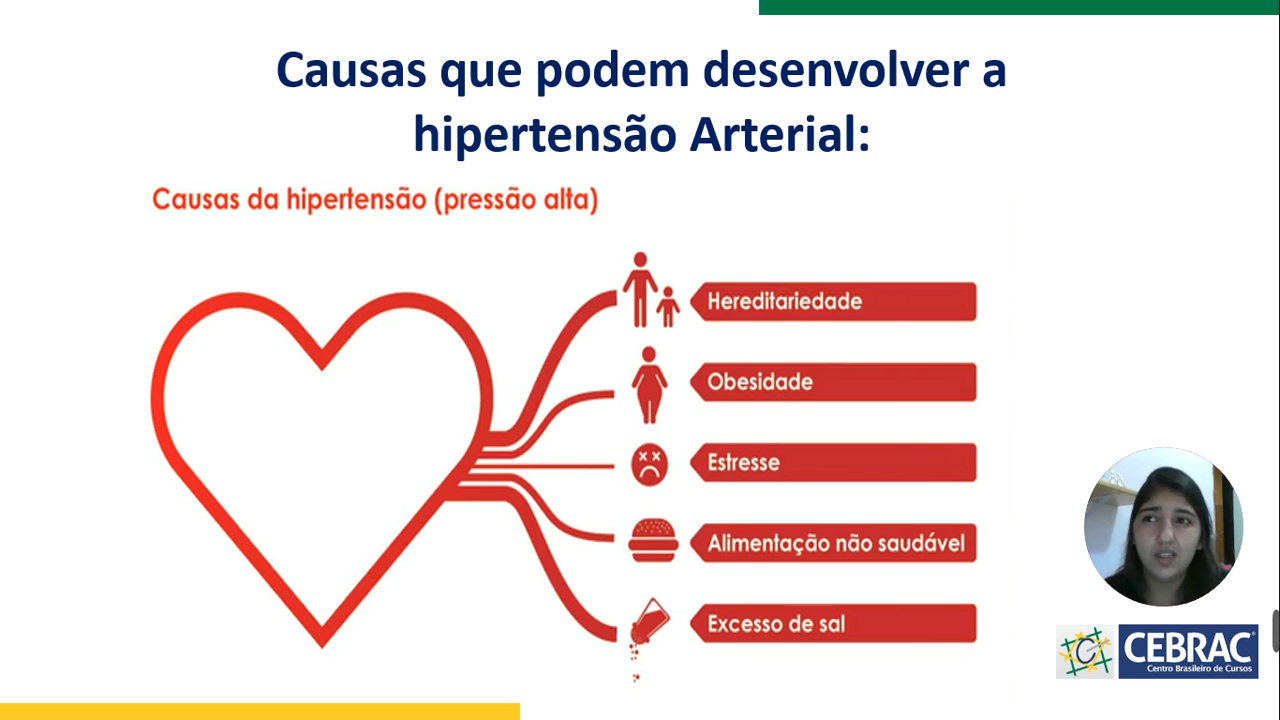 Causas que podem desenvolver a
hipertensão Arterial:
Causas da hipertensão (pressão alta)
Hereditariedade
Obesidade
Estresse
Alimentação não saudável
Excesso de sal
C
CEBRAC
Centro Brasileiro de Cursos